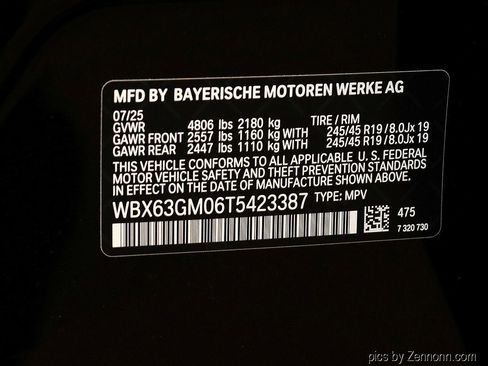 MFD BY BAYERISCHE MOTOREN WERKE AG
07/25
GVWR 4806 lbs 2180 kg TIRE / RIM
GAWR FRONT 2557 lbs 1160 kg WITH 245/45 R19 / 8.0Jx 19
GAWR REAR 2447 lbs 1110 kg WITH 245/45 R19 / 8.0Jx 19
THIS VEHICLE CONFORMS TO ALL APPLICABLE U. S. FEDERAL
MOTOR VEHICLE SAFETY AND THEFT PREVENTION STANDARDS
IN EFFECT ON THE DATE OF MANUFACTURE SHOWN ABOVE.
WBX63GM06T5423387 TYPE: MPV
475
7 320 730
pics by Zennonn.com